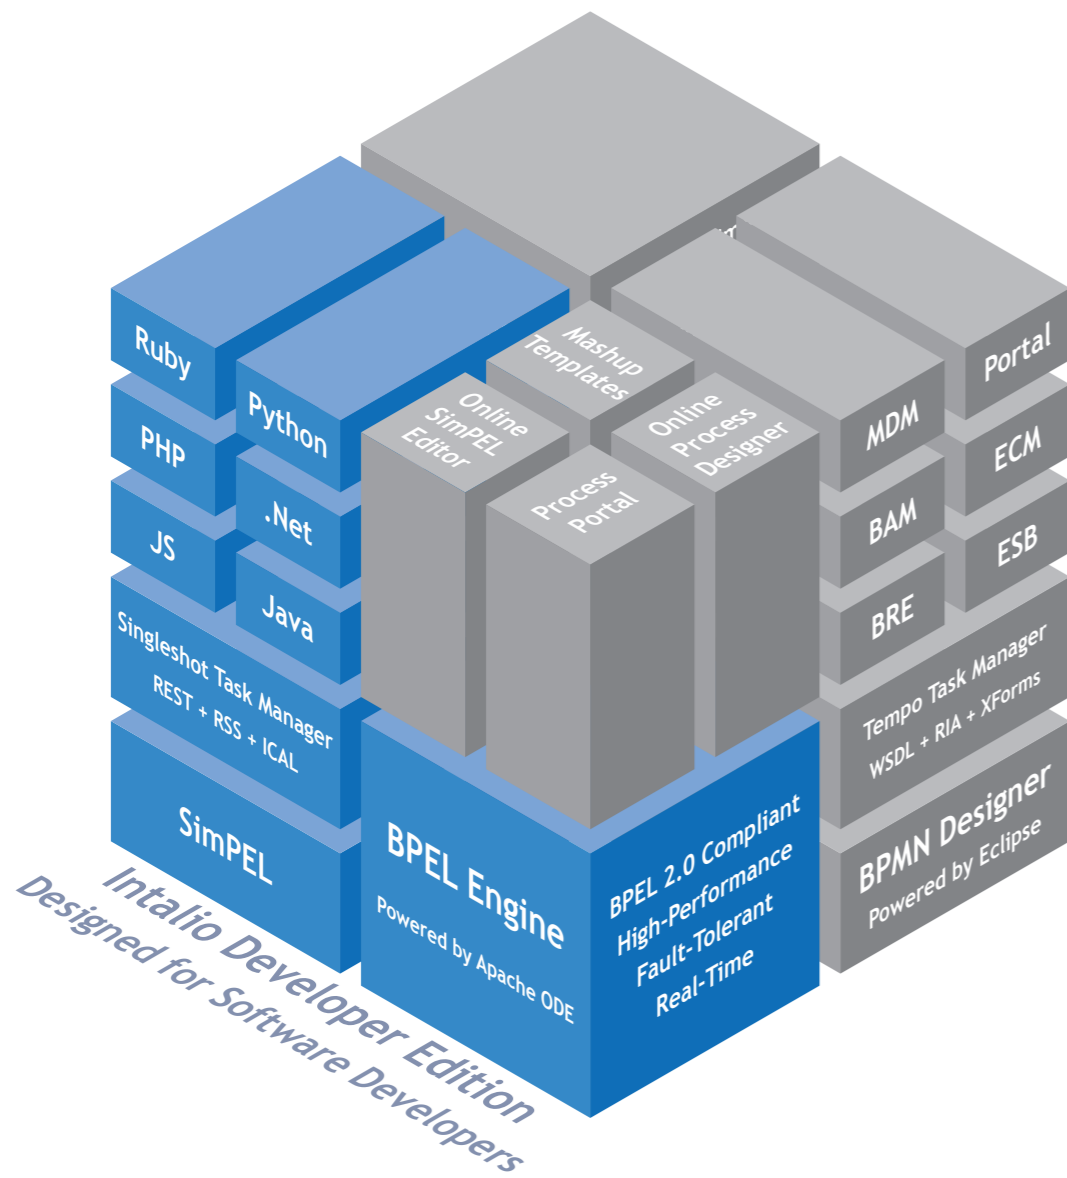 Ruby
PHP
JS
Python
.Net
Java
Singleshot Task Manager
REST + RSS + ICAL
SimPEL
Mashup
Templates
Online
SimPEL
Editor
Online
Process
Designer
Process
Portal
BPEL Engine
Powered by Apache ODE
BPEL 2.0 Compliant
High-Performance
Fault-Tolerant
Real-Time
MDM
BAM
BRE
Portal
ECM
ESB
Tempo Task Manager
WSDL + RIA + XForms
BPMN Designer
Powered by Eclipse
Intalio Developer Edition
Designed for Software Developers